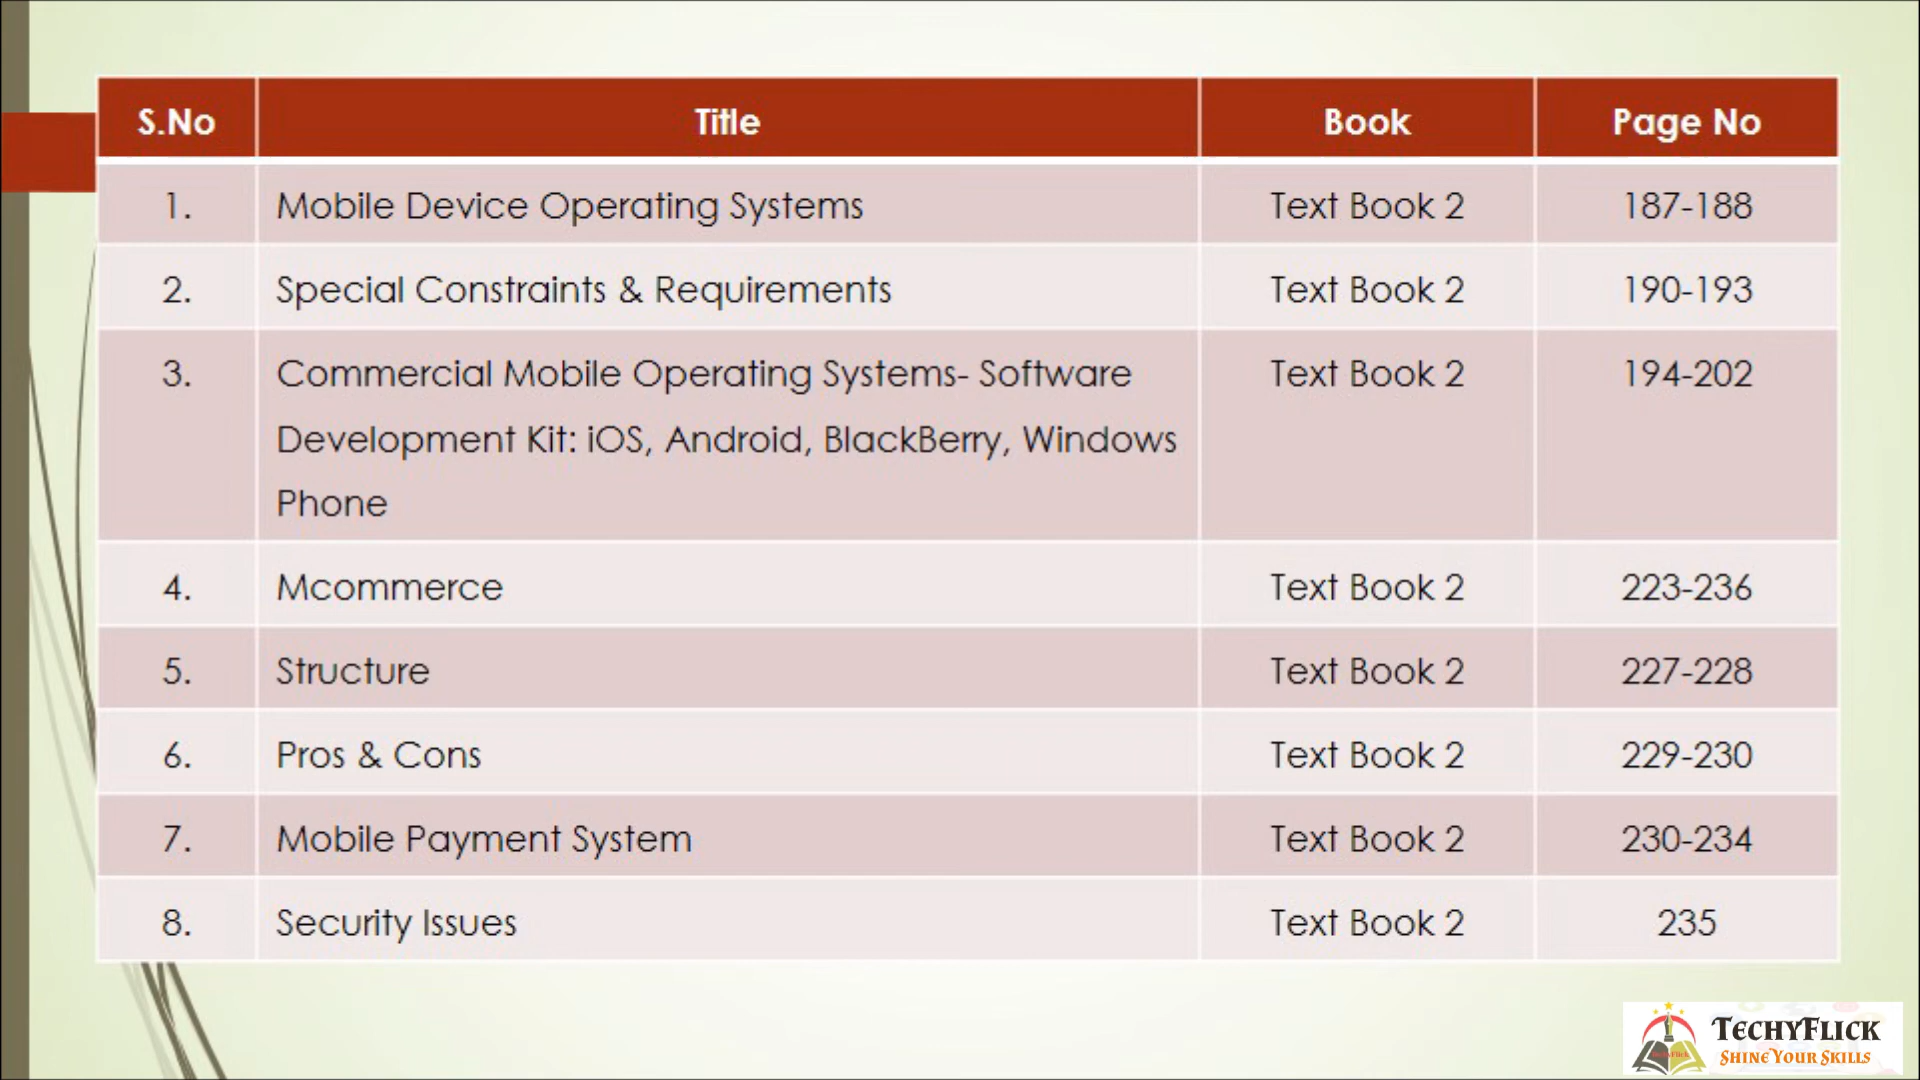 S.No Title Book Page No
1. Mobile Device Operating Systems Text Book 2 187-188
2. Special Constraints & Requirements Text Book 2 190-193
3. Commercial Mobile Operating Systems- Software Text Book 2 194-202
Development Kit: iOS, Android, BlackBerry, Windows
Phone
4. Mcommerce Text Book 2 223-236
5. Structure Text Book 2 227-228
6. Pros & Cons Text Book 2 229-230
7. Mobile Payment System Text Book 2 230-234
8. Security Issues Text Book 2 235
TECHYFLICK
SHINE YOUR SKILLS